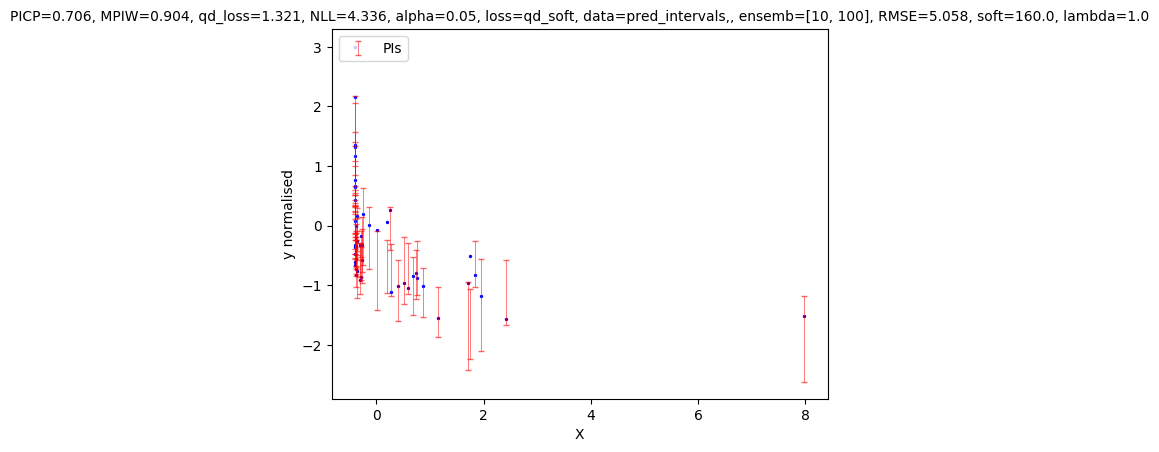 PICP=0.706, MPIW=0.904, qd_loss=1.321, NLL=4.336, alpha=0.05, loss=qd_soft, data=pred_intervals,, ensemb=[10, 100], RMSE=5.058, soft=160.0, lambda=1.0
PIs
3
2
1
0
−1
−2
y normalised
0 2 4 6 8
X